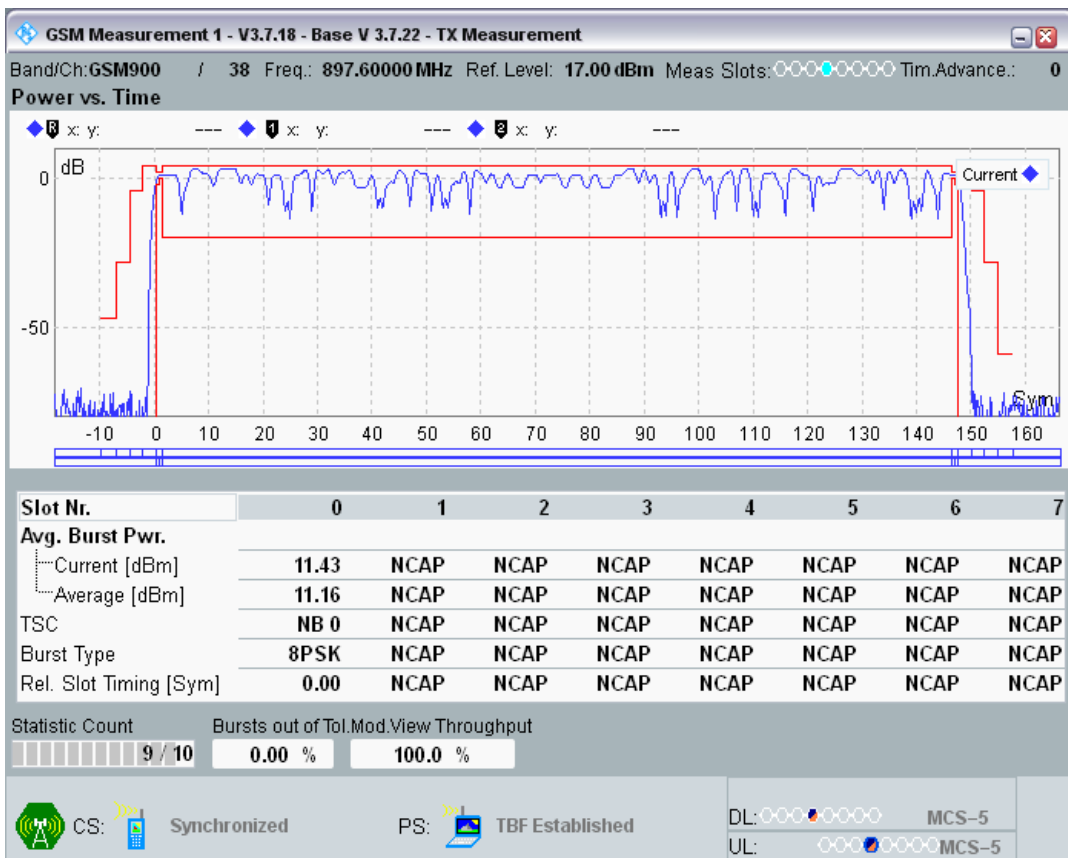 GSM Measurement 1 - V3.7.18 - Base V 3.7.22 - TX Measurement
Band/Ch:GSM900 / 38 Freq.: 897.60000 MHz Ref. Level: 17.00 dBm Meas Slots: Tim.Advance.: 0
Power vs. Time
R x: y: --- 1 x: y: --- 2 x: y: ---
dB
Current
0
-50
Sym
-10 0 10 20 30 40 50 60 70 80 90 100 110 120 130 140 150 160
Slot Nr. 0 1 2 3 4 5 6 7
Avg. Burst Pwr.
Current [dBm] 11.43 NCAP NCAP NCAP NCAP NCAP NCAP NCAP
Average [dBm] 11.16 NCAP NCAP NCAP NCAP NCAP NCAP NCAP
TSC NB 0 NCAP NCAP NCAP NCAP NCAP NCAP NCAP
Burst Type 8PSK NCAP NCAP NCAP NCAP NCAP NCAP NCAP
Rel. Slot Timing [Sym] 0.00 NCAP NCAP NCAP NCAP NCAP NCAP NCAP
Statistic Count Bursts out of Tol.Mod.View Throughput
9 / 10 0.00 % 100.0 %
CS: Synchronized PS: TBF Established
DL: MCS-5
UL: MCS-5